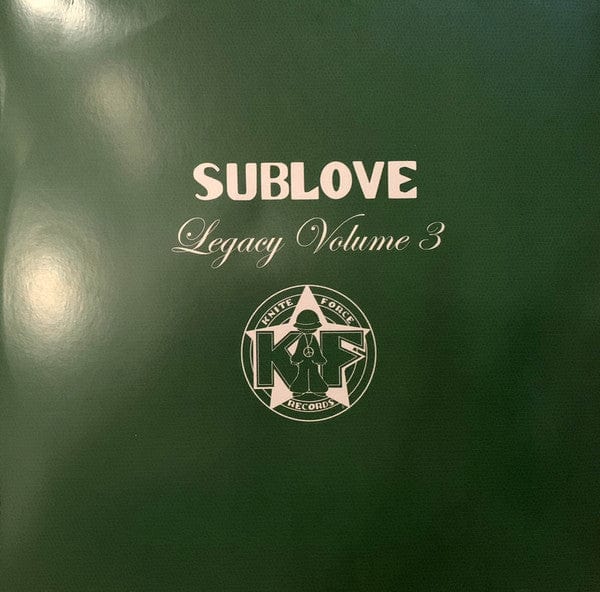 SUBLOVE
Legacy Volume 3
KNITE FORCE
KF
RECORDS